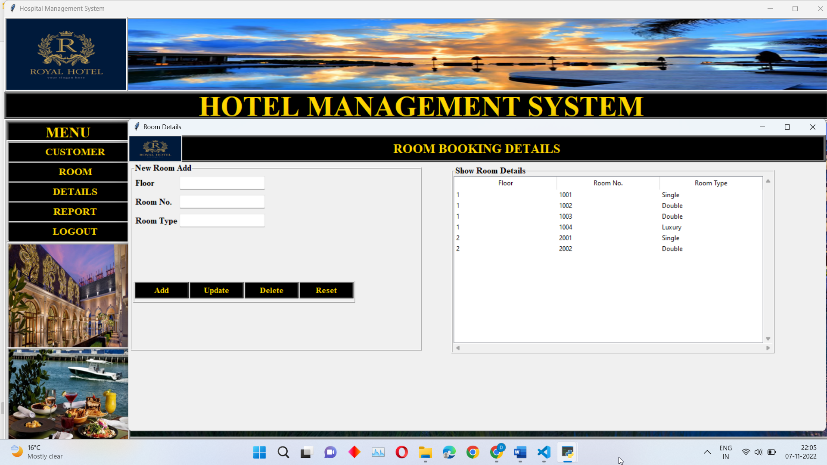 Hospital Management System
R
ROYAL HOTEL
HOTEL MANAGEMENT SYSTEM
MENU
CUSTOMER
ROOM
DETAILS
REPORT
LOGOUT
Room Details
ROYAL HOTEL
ROOM BOOKING DETAILS
New Room Add
Floor
Room No.
Room Type
Add Update Delete Reset
Show Room Details
Floor Room No. Room Type
1 1001 Single
1 1002 Double
1 1003 Double
1 1004 Luxury
2 2001 Single
2 2002 Double
16°C
Mostly clear
ENG
IN
22:05
07-11-2022